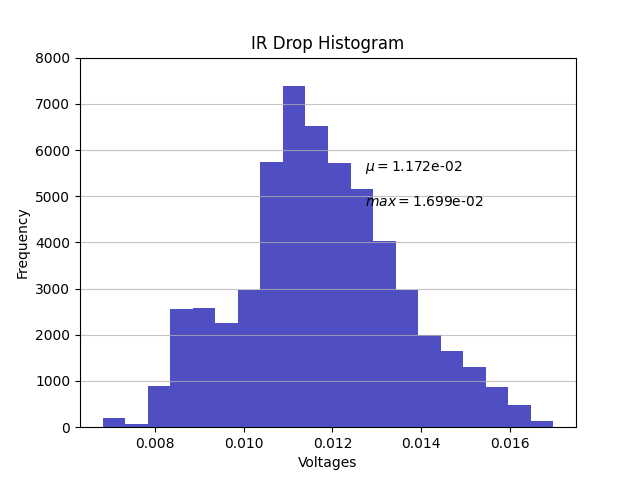 IR Drop Histogram
8000
7000
6000
5000
4000
3000
2000
1000
0
Frequency
μ = 1.172e-02
max = 1.699e-02
0.008 0.010 0.012 0.014 0.016
Voltages